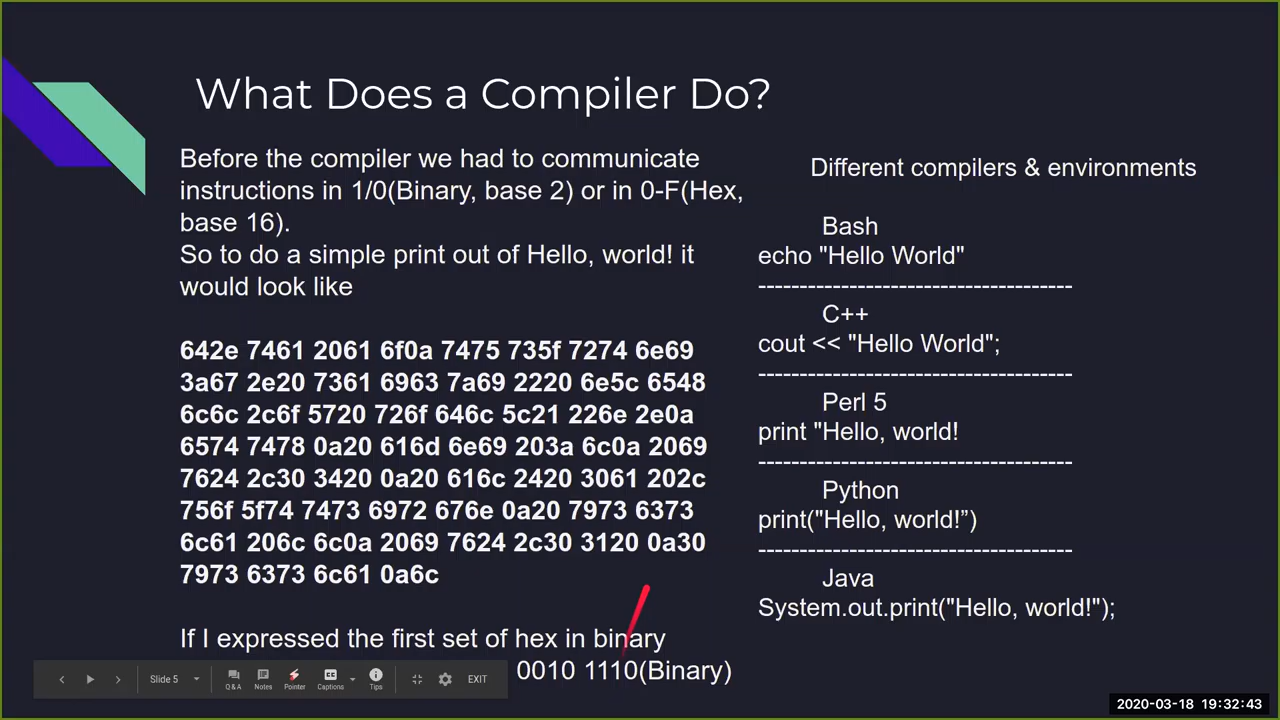 What Does a Compiler Do?
Before the compiler we had to communicate
instructions in 1/0(Binary, base 2) or in 0-F(Hex,
base 16).
So to do a simple print out of Hello, world! it
would look like
642e 7461 2061 6f0a 7475 735f 7274 6e69
3a67 2e20 7361 6963 7a69 2220 6e5c 6548
6c6c 2c6f 5720 726f 646c 5c21 226e 2e0a
6574 7478 0a20 616d 6e69 203a 6c0a 2069
7624 2c30 3420 0a20 616c 2420 3061 202c
756f 5f74 7473 6972 676e 0a20 7973 6373
6c61 206c 6c0a 2069 7624 2c30 3120 0a30
7973 6373 6c61 0a6c
If I expressed the first set of hex in binary
0010 1110(Binary)
Different compilers & environments
Bash
echo "Hello World"
--------------------------------------
C++
cout << "Hello World";
--------------------------------------
Perl 5
print "Hello, world!
--------------------------------------
Python
print("Hello, world!”)
--------------------------------------
Java
System.out.print("Hello, world!");
Slide 5
Q&A
Notes
Pointer
Captions
Tips
EXIT
2020-03-18 19:32:43